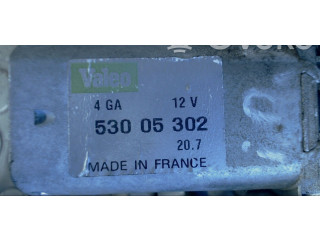 Valeo
4 GA 12 V
530 05 302
20.7
MADE IN FRANCE